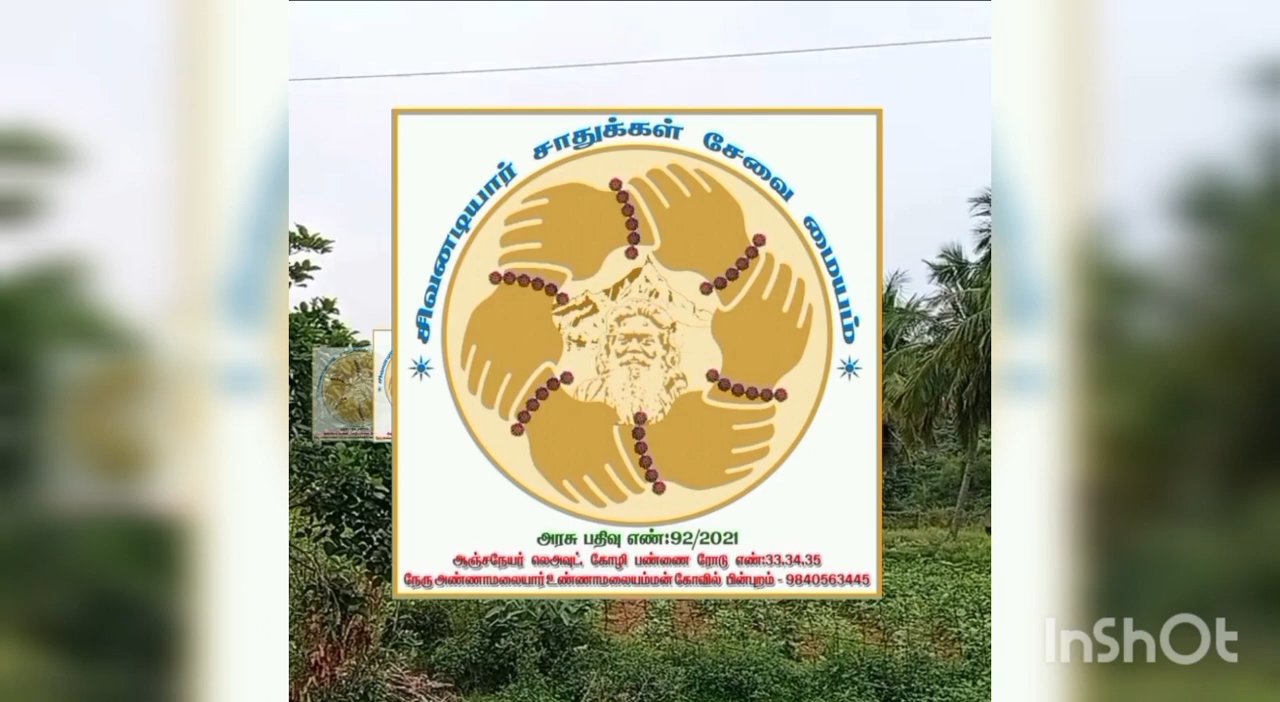 சிவனடியார் சாதுக்கள் சேவை மையம்
அரசு பதிவு எண்:92/2021
ஆஞ்சநேயர் லெஅவுட், கோழி பண்ணை ரோடு எண்:33,34,35
நேரு அண்ணாமலையார் உண்ணாமலையம்மன் கோவில் பின்புறம் - 9840563445
InShOt